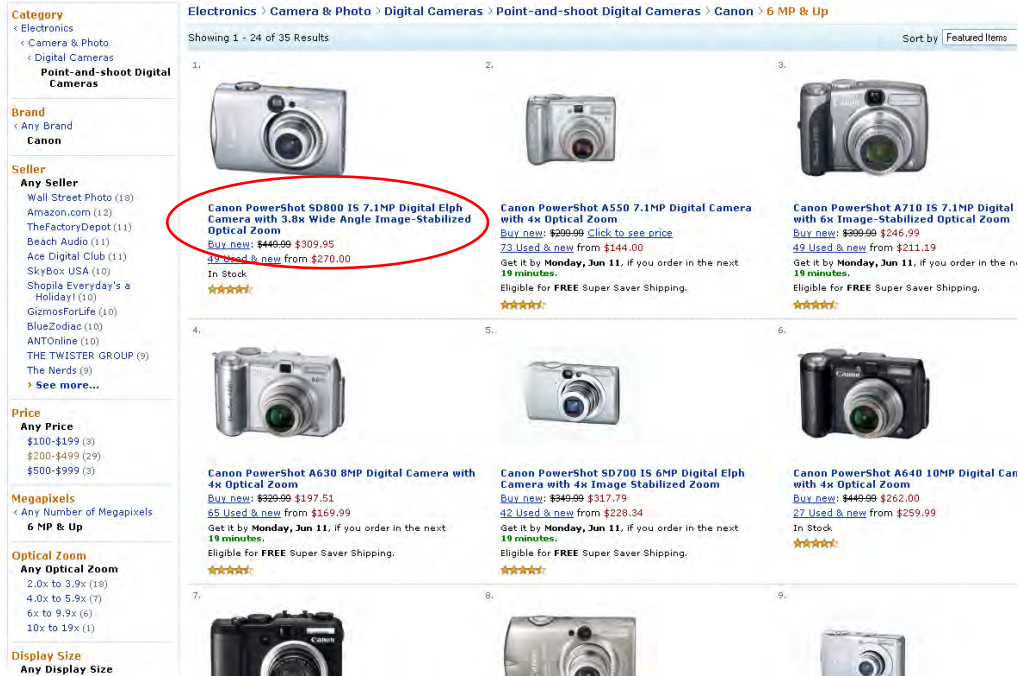 Category
< Electronics
< Camera & Photo
< Digital Cameras
Point-and-shoot Digital
Cameras
Brand
< Any Brand
Canon
Seller
Any Seller
Wall Street Photo (18)
Amazon.com (12)
TheFactoryDepot (11)
Beach Audio (11)
Ace Digital Club (11)
SkyBox USA (10)
Shopila Everyday's a
Holiday! (10)
GizmosForLife (10)
BlueZodiac (10)
ANTOnline (10)
THE TWISTER GROUP (9)
The Nerds (9)
› See more...
Price
Any Price
$100-$199 (3)
$200-$499 (29)
$500-$999 (3)
Megapixels
< Any Number of Megapixels
6 MP & Up
Optical Zoom
Any Optical Zoom
2.0x to 3.9x (18)
4.0x to 5.9x (7)
6x to 9.9x (6)
10x to 19x (1)
Display Size
Any Display Size
Electronics > Camera & Photo > Digital Cameras > Point-and-shoot Digital Cameras > Canon > 6 MP & Up
Showing 1 - 24 of 35 Results
Sort by Featured Items
1.
Canon PowerShot SD800 IS 7.1MP Digital Elph
Camera with 3.8x Wide Angle Image-Stabilized
Optical Zoom
Buy new: $449.99 $309.95
49 Used & new from $270.00
In Stock
2.
Canon PowerShot A550 7.1MP Digital Camera
with 4x Optical Zoom
Buy new: $299.99 Click to see price
73 Used & new from $144.00
Get it by Monday, Jun 11, if you order in the next
19 minutes.
Eligible for FREE Super Saver Shipping.
3.
Canon
Canon PowerShot A710 IS 7.1MP Digital
with 6x Image-Stabilized Optical Zoom
Buy new: $399.99 $246.99
49 Used & new from $211.19
Get it by Monday, Jun 11, if you order in the
19 minutes.
Eligible for FREE Super Saver Shipping.
4.
Canon PowerShot A630 8MP Digital Camera with
4x Optical Zoom
Buy new: $329.99 $197.51
65 Used & new from $169.99
Get it by Monday, Jun 11, if you order in the next
19 minutes.
Eligible for FREE Super Saver Shipping.
5.
Canon PowerShot SD700 IS 6MP Digital Elph
Camera with 4x Image Stabilized Zoom
Buy new: $349.99 $317.79
42 Used & new from $228.34
Get it by Monday, Jun 11, if you order in the next
19 minutes.
Eligible for FREE Super Saver Shipping.
6.
Canon
Canon PowerShot A640 10MP Digital
with 4x Optical Zoom
Buy new: $449.99 $262.00
27 Used & new from $259.99
In Stock
7.
Canon
8.
9.